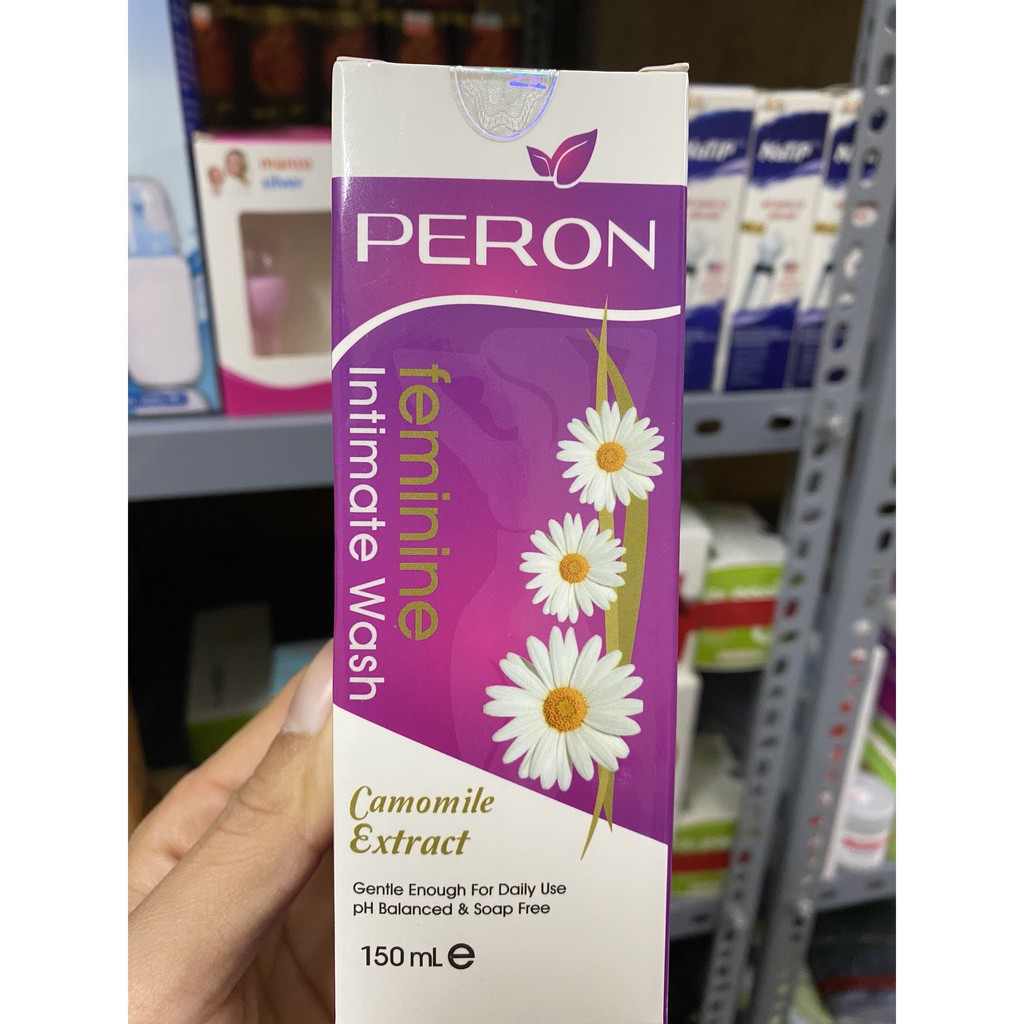 PERON
feminine
Intimate Wash
Camomile
Extract
Gentle Enough For Daily Use
pH Balanced & Soap Free
150 mL e